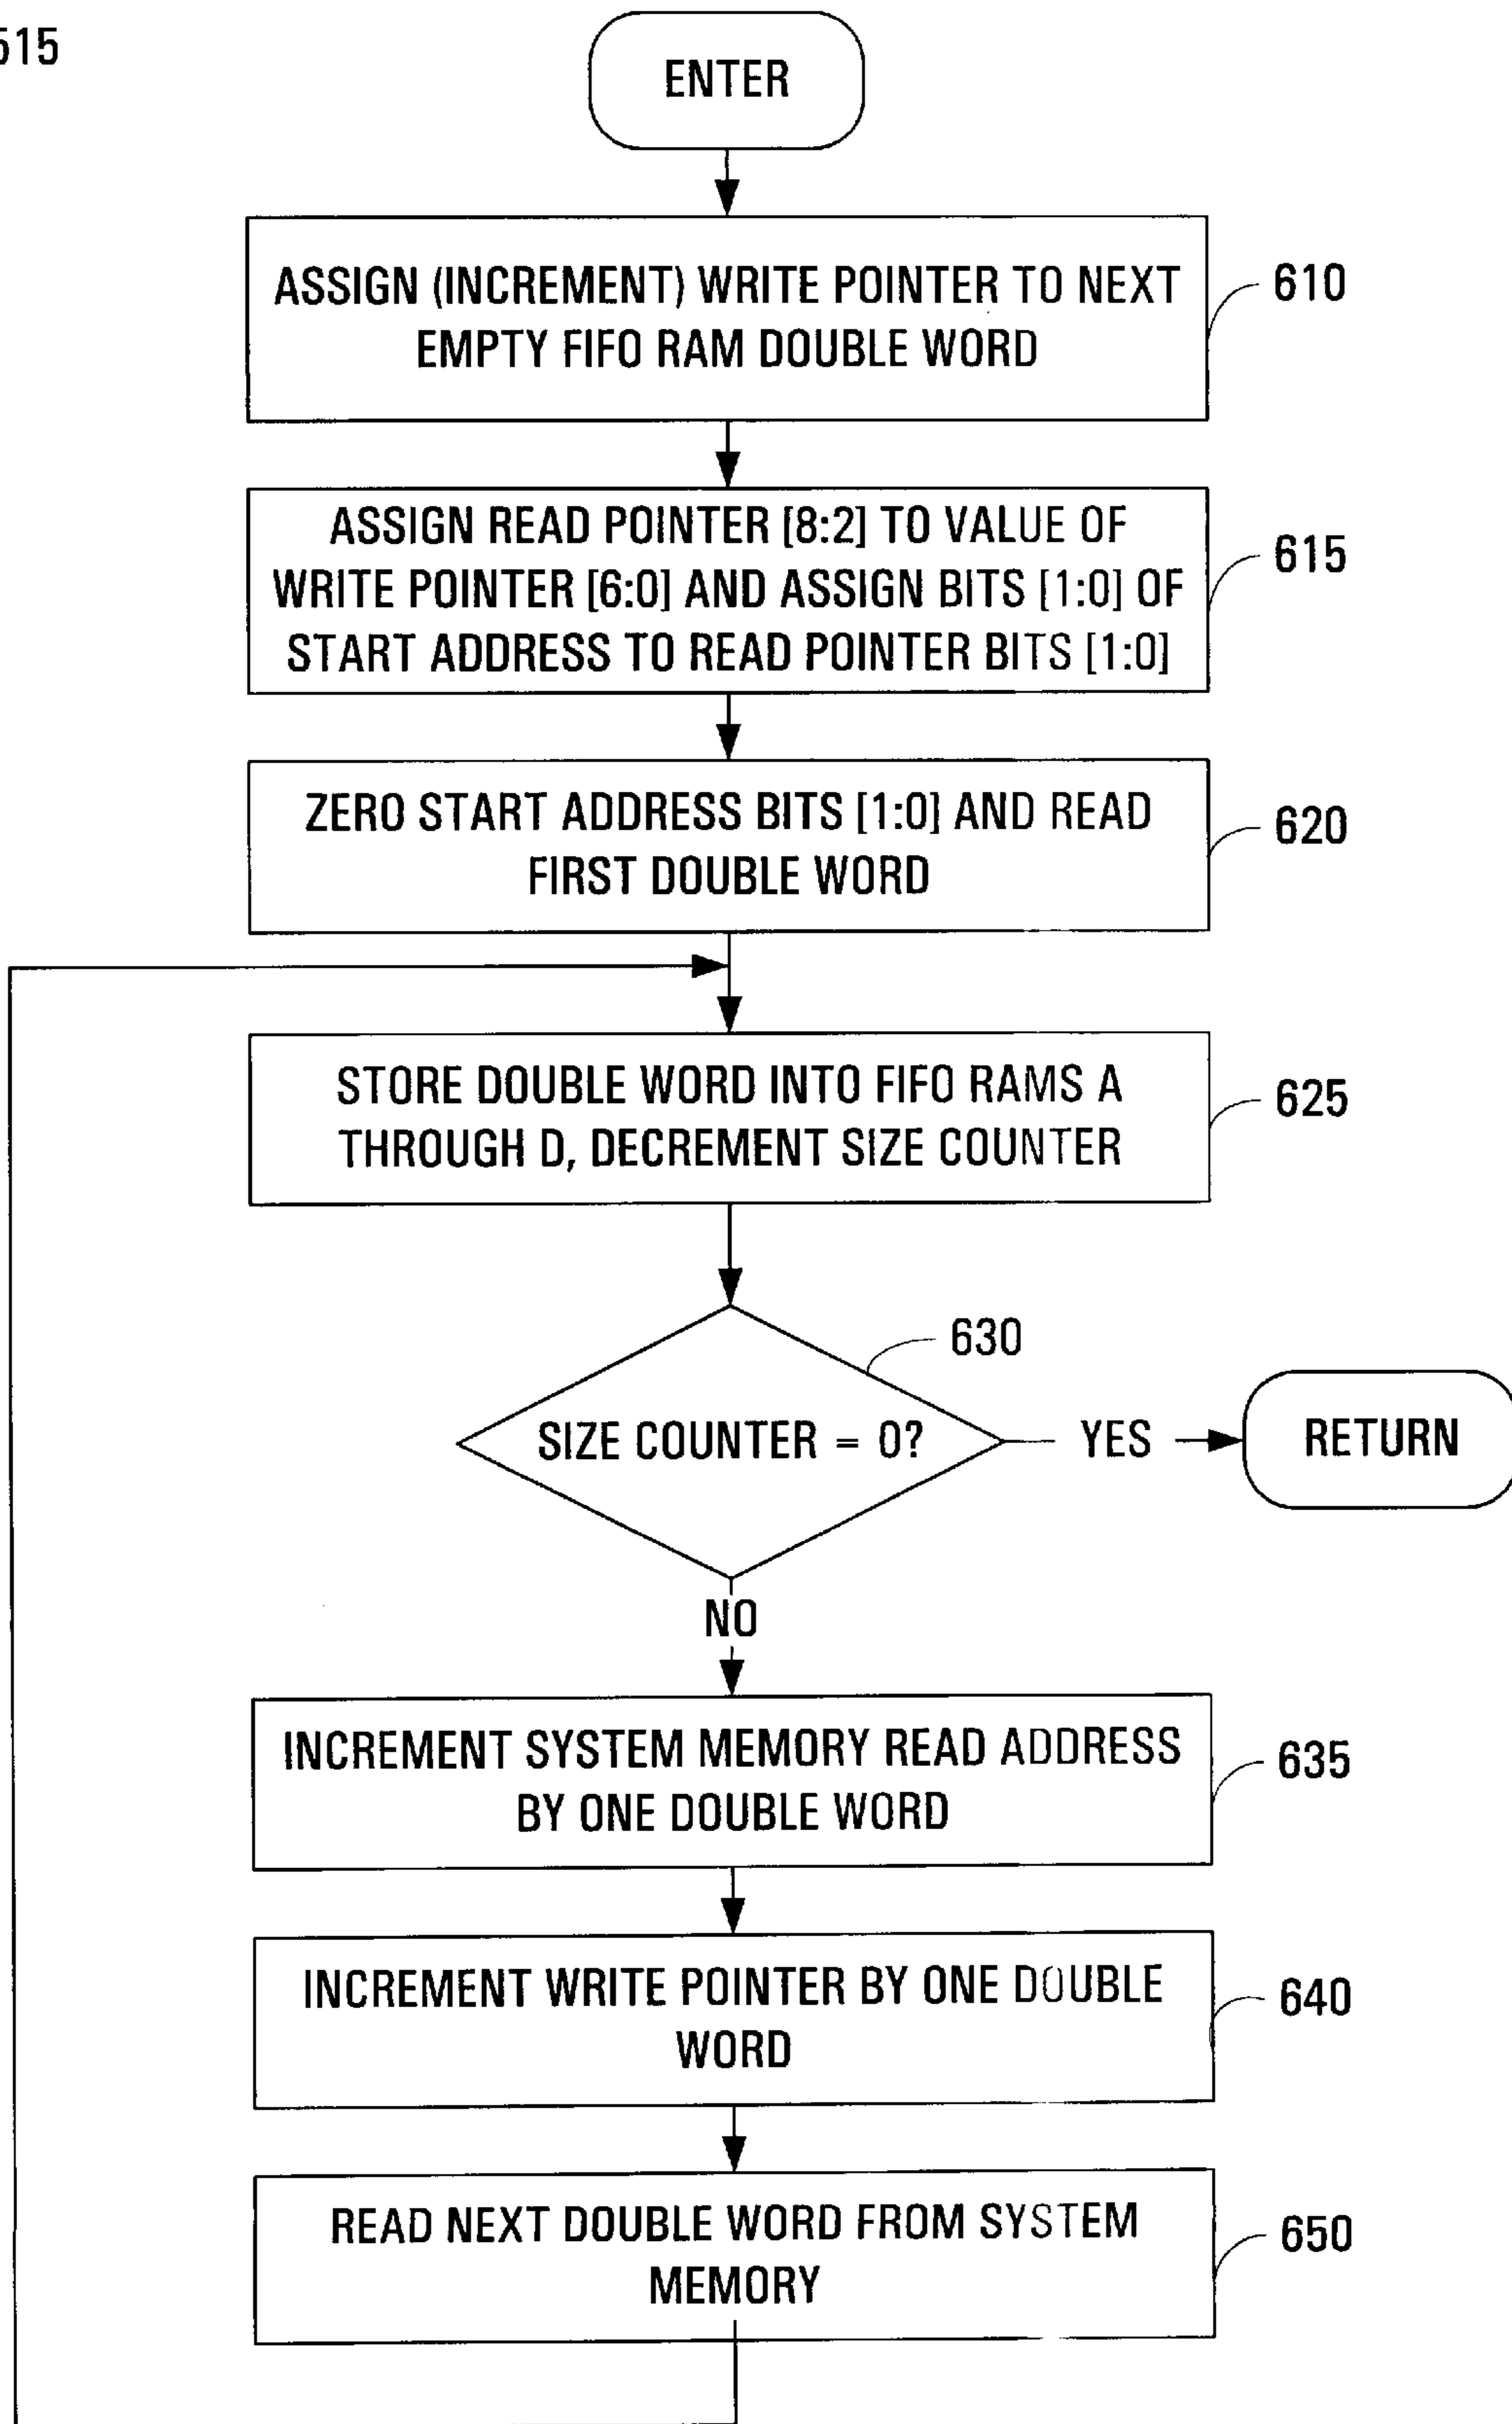 515
ENTER
ASSIGN (INCREMENT) WRITE POINTER TO NEXT
EMPTY FIFO RAM DOUBLE WORD
610
ASSIGN READ POINTER [8:2] TO VALUE OF
WRITE POINTER [6:0] AND ASSIGN BITS [1:0] OF
START ADDRESS TO READ POINTER BITS [1:0]
615
ZERO START ADDRESS BITS [1:0] AND READ
FIRST DOUBLE WORD
620
STORE DOUBLE WORD INTO FIFO RAMS A
THROUGH D, DECREMENT SIZE COUNTER
625
630
SIZE COUNTER = 0?
YES
RETURN
NO
INCREMENT SYSTEM MEMORY READ ADDRESS
BY ONE DOUBLE WORD
635
INCREMENT WRITE POINTER BY ONE DOUBLE
WORD
640
READ NEXT DOUBLE WORD FROM SYSTEM
MEMORY
650